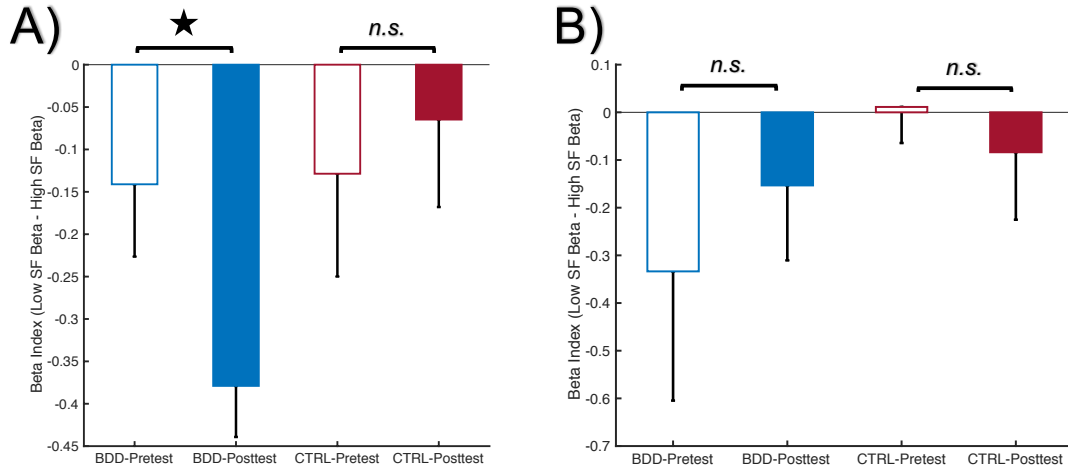 A)
★
n.s.
0
-0.05
-0.1
-0.15
-0.2
-0.25
-0.3
-0.35
-0.4
-0.45
Beta Index (Low SF Beta - High SF Beta)
BDD-Pretest
BDD-Posttest
CTRL-Pretest
CTRL-Posttest
B)
n.s.
n.s.
0.1
0
-0.1
-0.2
-0.3
-0.4
-0.5
-0.6
-0.7
Beta Index (Low SF Beta - High SF Beta)
BDD-Pretest
BDD-Posttest
CTRL-Pretest
CTRL-Posttest